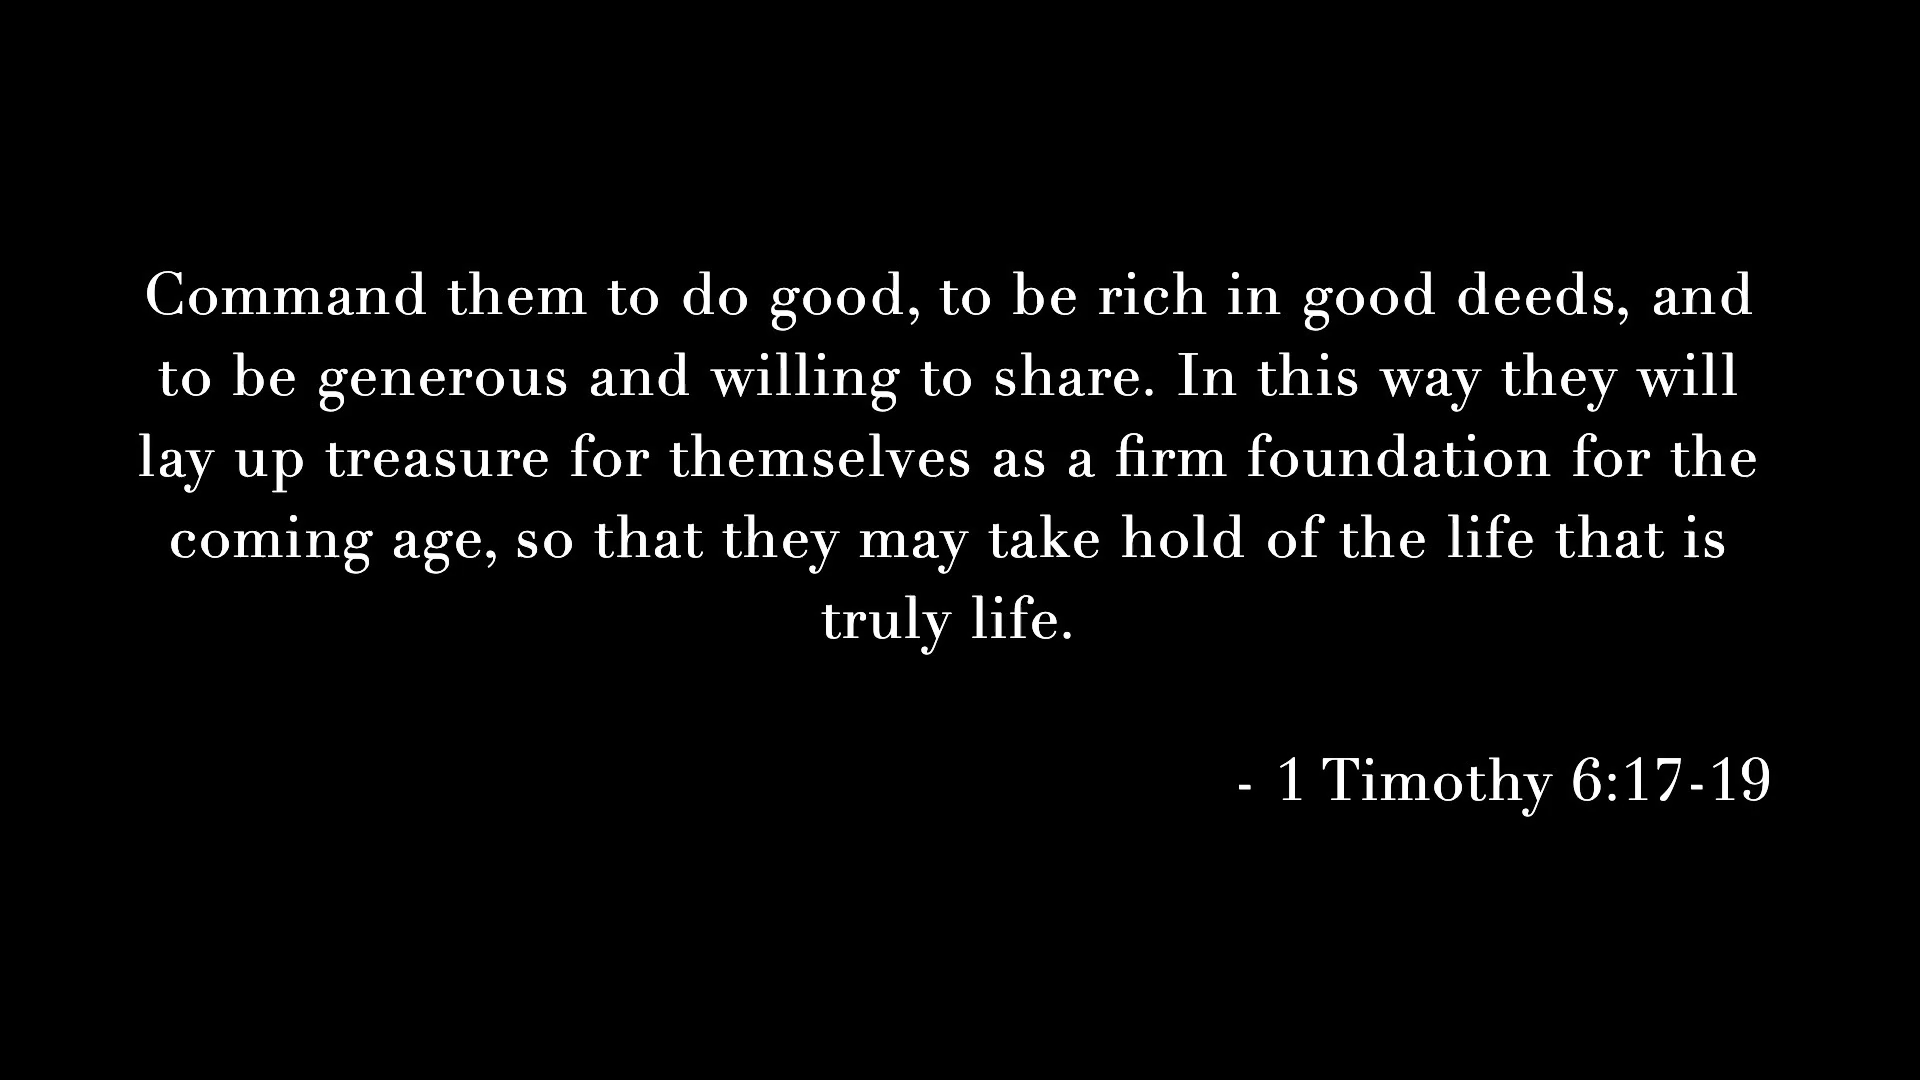 Command them to do good, to be rich in good deeds, and
to be generous and willing to share. In this way they will
lay up treasure for themselves as a firm foundation for the
coming age, so that they may take hold of the life that is
truly life.
- 1 Timothy 6:17-19